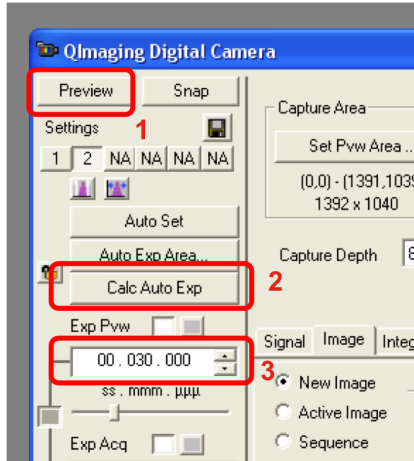 QImaging Digital Camera
Preview
Snap
1
Settings
1
2
NA
NA
NA
NA
Auto Set
Auto Exp Area...
Calc Auto Exp
2
Exp Pvw
00 . 030 . 000
3
ss . mmm . µµµ
Exp Acq
Capture Area
Set Pvw Area ..
(0,0) - (1391,1039
1392 x 1040
Capture Depth
8
Signal
Image
Integ
New Image
Active Image
Sequence